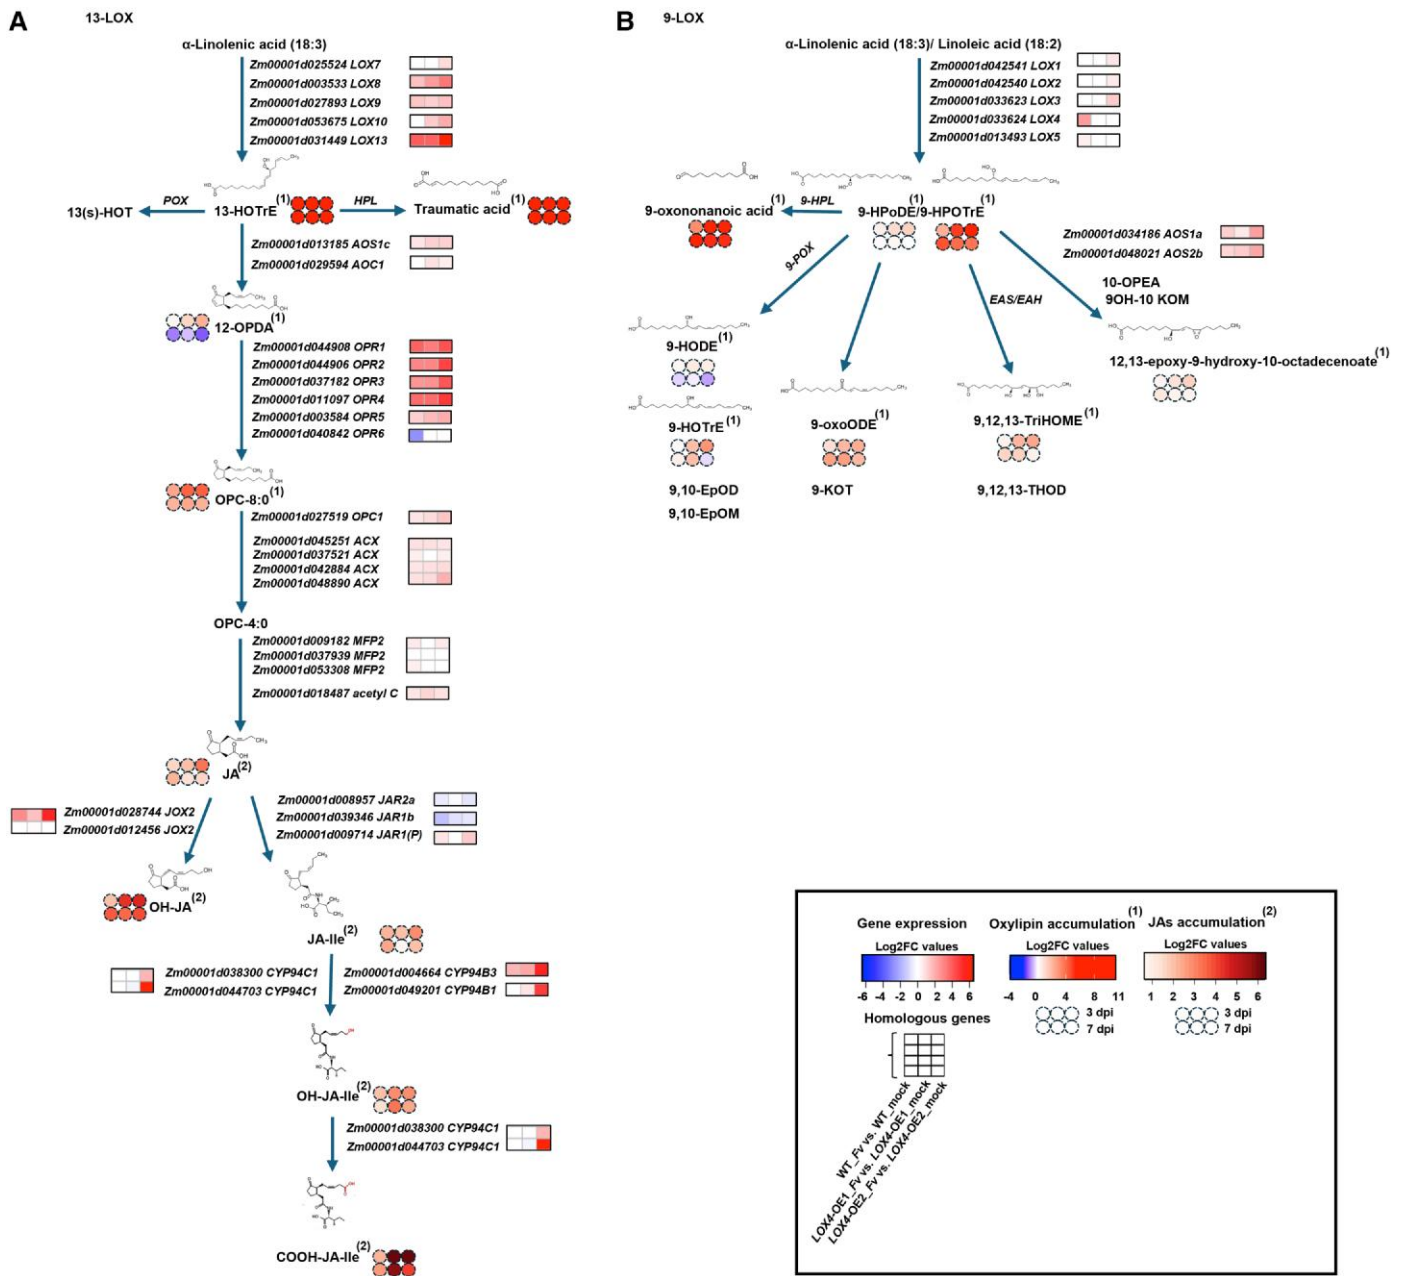 A
13-LOX
α-Linolenic acid (18:3)
Zm00001d025524 LOX7
Zm00001d003533 LOX8
Zm00001d027893 LOX9
Zm00001d053675 LOX10
Zm00001d031449 LOX13
13(s)-HOT
POX
13-HOTrE(1)
HPL
Traumatic acid(1)
Zm00001d013185 AOS1c
Zm00001d029594 AOC1
12-OPDA(1)
Zm00001d044908 OPR1
Zm00001d044906 OPR2
Zm00001d037182 OPR3
Zm00001d011097 OPR4
Zm00001d003584 OPR5
Zm00001d040842 OPR6
OPC-8:0(1)
Zm00001d027519 OPC1
Zm00001d045251 ACX
Zm00001d037521 ACX
Zm00001d042884 ACX
Zm00001d048890 ACX
OPC-4:0
Zm00001d009182 MFP2
Zm00001d037939 MFP2
Zm00001d053308 MFP2
Zm00001d018487 acetyl C
JA(2)
Zm00001d028744 JOX2
Zm00001d012456 JOX2
Zm00001d008957 JAR2a
Zm00001d039346 JAR1b
Zm00001d009714 JAR1(P)
OH-JA(2)
JA-Ile(2)
Zm00001d038300 CYP94C1
Zm00001d044703 CYP94C1
Zm00001d004664 CYP94B3
Zm00001d049201 CYP94B1
OH-JA-Ile(2)
Zm00001d038300 CYP94C1
Zm00001d044703 CYP94C1
COOH-JA-Ile(2)
B
9-LOX
α-Linolenic acid (18:3)/ Linoleic acid (18:2)
Zm00001d042541 LOX1
Zm00001d042540 LOX2
Zm00001d033623 LOX3
Zm00001d033624 LOX4
Zm00001d013493 LOX5
9-oxononanoic acid(1)
9-HPL
9-HPoDE/9-HPOTrE(1)
Zm00001d034186 AOS1a
Zm00001d048021 AOS2b
9-POX
EAS/EAH
10-OPEA
9OH-10 KOM
9-HODE(1)
12,13-epoxy-9-hydroxy-10-octadecenoate(1)
9-HOTrE(1)
9-oxoODE(1)
9,12,13-TriHOME(1)
9,10-EpOD
9-KOT
9,12,13-THOD
9,10-EpOM
Gene expression
Log2FC values
-6 -4 -2 0 2 4 6
Oxylipin accumulation(1)
Log2FC values
-4 0 4 8 11
3 dpi
7 dpi
JAs accumulation(2)
Log2FC values
1 2 3 4 5 6
3 dpi
7 dpi
Homologous genes
WT_Fv vs. WT_mock
LOX4-OE1_Fv vs. LOX4-OE1_mock
LOX4-OE2_Fv vs. LOX4-OE2_mock